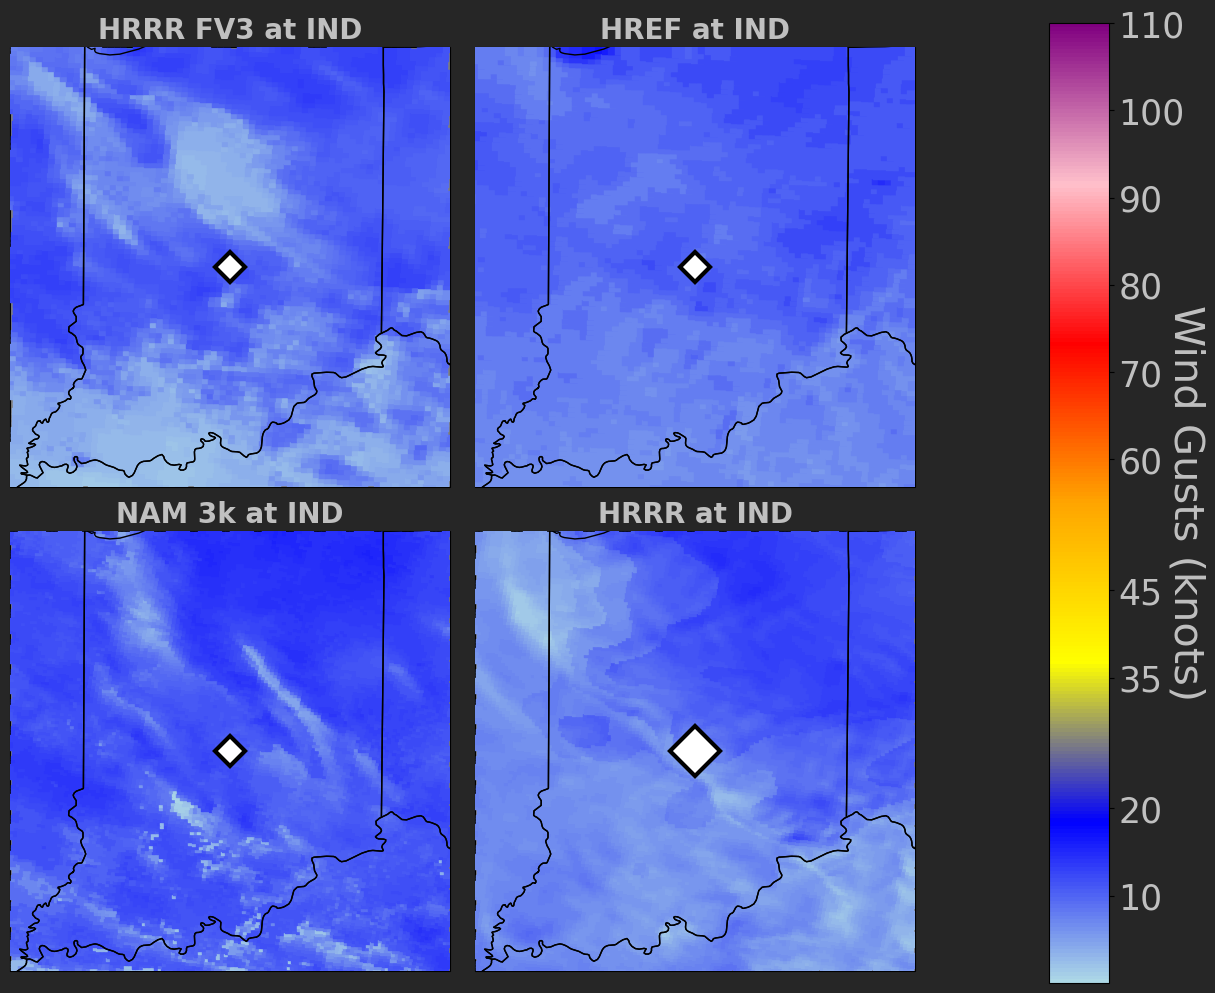 HRRR FV3 at IND
HREF at IND
NAM 3k at IND
HRRR at IND
110
100
90
80
70
60
45
35
20
10
Wind Gusts (knots)